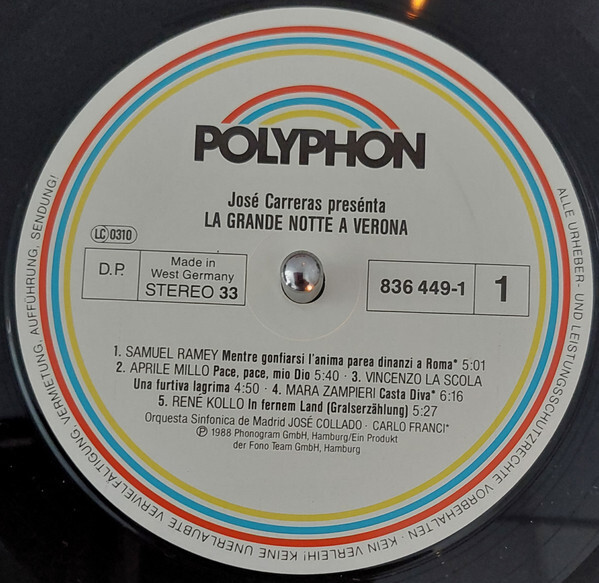 POLYPHON
José Carreras presénta
LA GRANDE NOTTE A VERONA
LC 0310
D.P.
Made in
West Germany
STEREO 33
836 449-1
1
1. SAMUEL RAMEY Mentre gonfiarsi l'anima parea dinanzi a Roma* 5:01
2. APRILE MILLO Pace, pace, mio Dio 5:40 · 3. VINCENZO LA SCOLA
Una furtiva lagrima 4:50 · 4. MARA ZAMPIERI Casta Diva* 6:16
5. RENÉ KOLLO In fernem Land (Gralserzählung) 5:27
Orquesta Sinfonica de Madrid JOSÉ COLLADO · CARLO FRANCI*
℗ 1988 Phonogram GmbH, Hamburg/Ein Produkt
der Fono Team GmbH, Hamburg
ALLE URHEBER- UND LEISTUNGSSCHUTZRECHTE VORBEHALTEN · KEIN VERLEIH! KEINE UNERLAUBTE VERVIELFÄLTIGUNG, VERMIETUNG, AUFFÜHRUNG, SENDUNG!